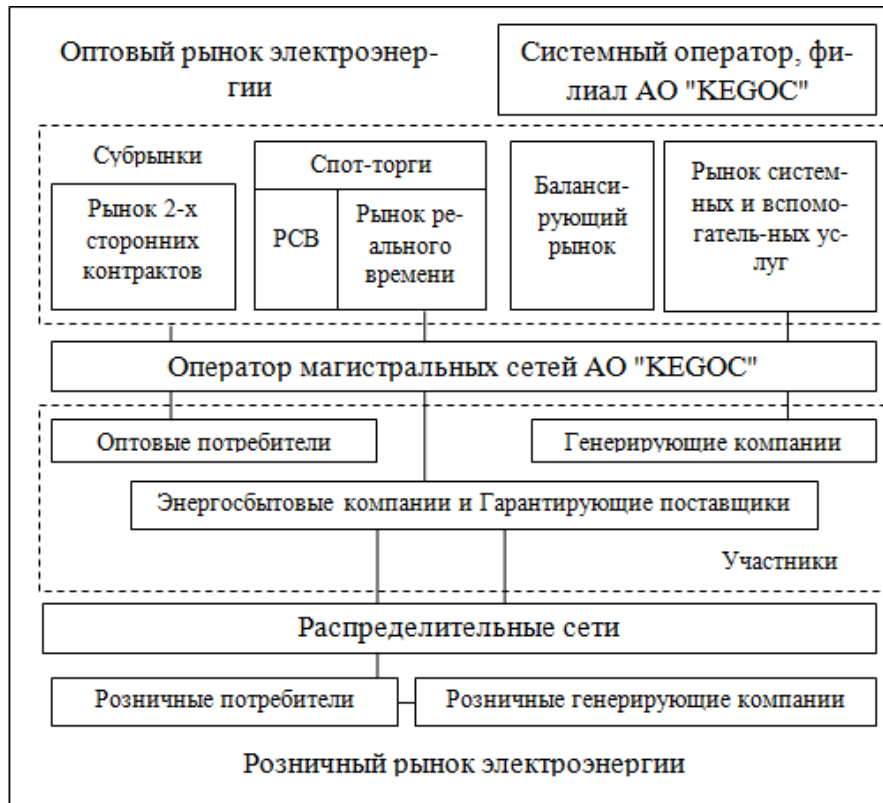 Оптовый рынок электроэнер-
гии
Системный оператор, фи-
лиал АО "KEGOC"
Субрынки
Рынок 2-х
сторонних
контрактов
Спот-торги
РСВ
Рынок ре-
ального
времени
Баланси-
рующий
рынок
Рынок систем-
ных и вспомо-
гатель-ных ус-
луг
Оператор магистральных сетей АО "KEGOC"
Оптовые потребители
Генерирующие компании
Энергосбытовые компании и Гарантирующие поставщики
Участники
Распределительные сети
Розничные потребители
Розничные генерирующие компании
Розничный рынок электроэнергии